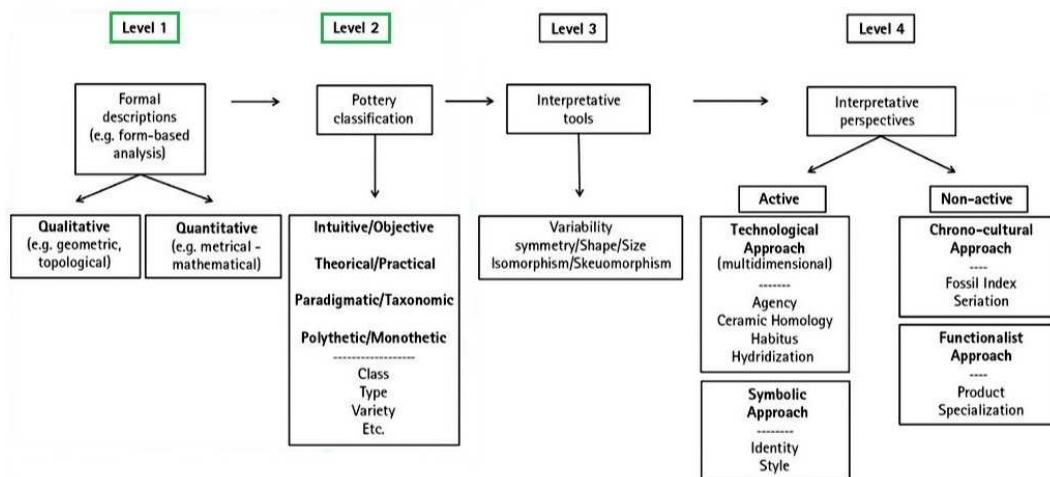 Level 1
Level 2
Level 3
Level 4
Formal
descriptions
(e.g. form-based
analysis)
Pottery
classification
Interpretative
tools
Interpretative
perspectives
Qualitative
(e.g. geometric,
topological)
Quantitative
(e.g. metrical -
mathematical)
Intuitive/Objective
Theorical/Practical
Paradigmatic/Taxonomic
Polythetic/Monothetic
------------------
Class
Type
Variety
Etc.
Variability
symmetry/Shape/Size
Isomorphism/Skeuomorphism
Active
Technological
Approach
(multidimensional)
-------
Agency
Ceramic Homology
Habitus
Hydridization
Symbolic
Approach
--------
Identity
Style
Non-active
Chrono-cultural
Approach
----
Fossil Index
Seriation
Functionalist
Approach
----
Product
Specialization